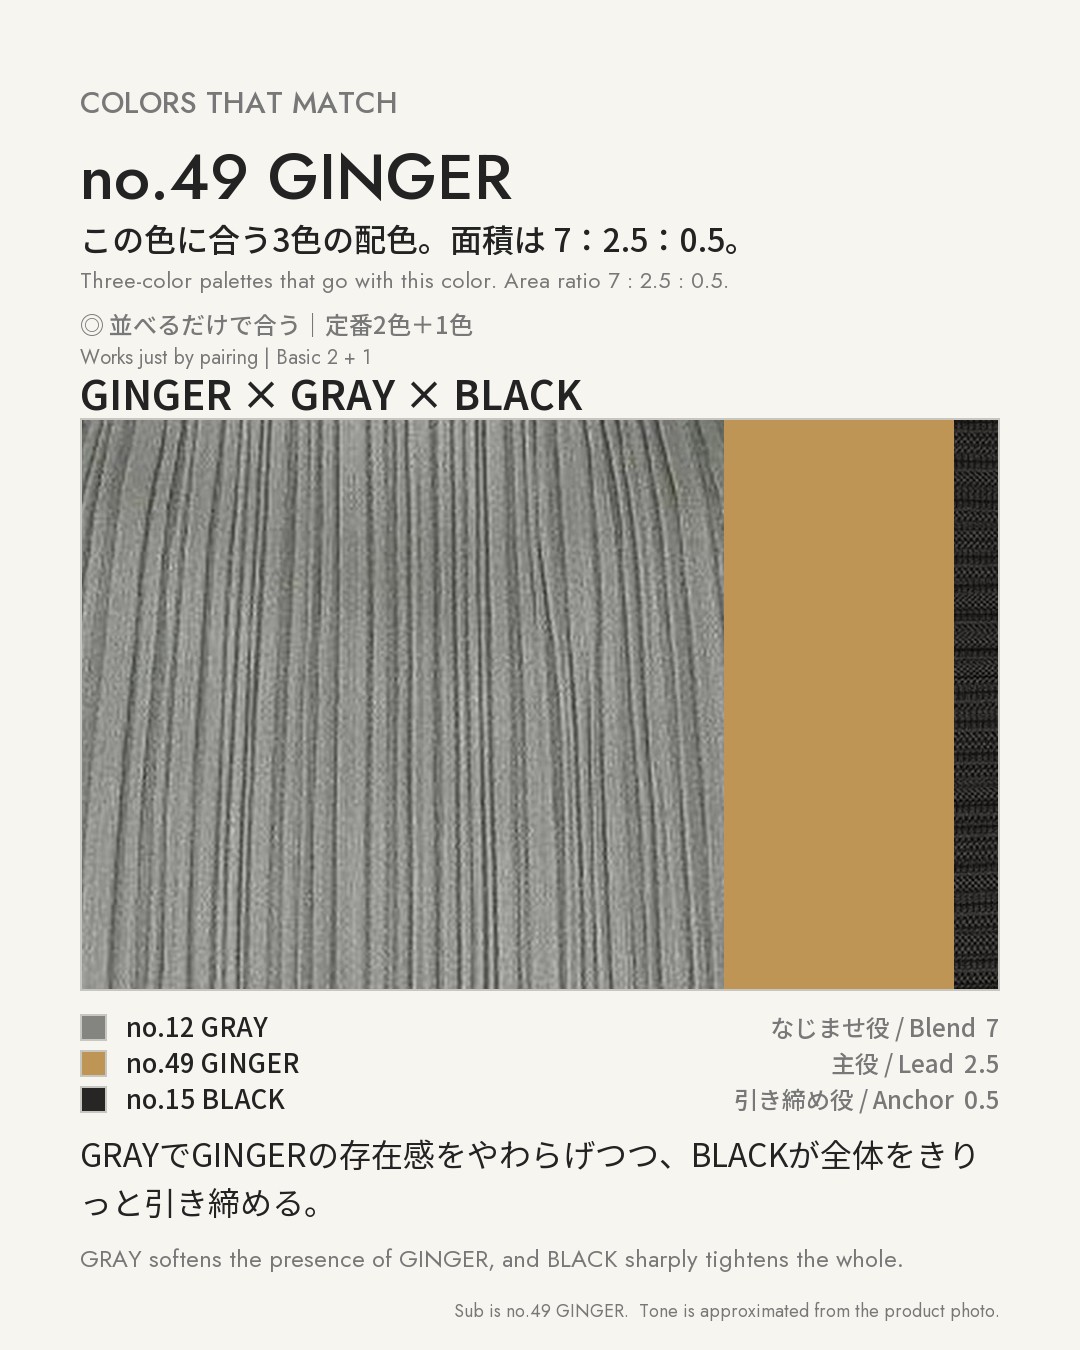 COLORS THAT MATCH
no.49 GINGER
この色に合う3色の配色。面積は 7：2.5：0.5。
Three-color palettes that go with this color. Area ratio 7 : 2.5 : 0.5.
◎ 並べるだけで合う｜定番2色＋1色
Works just by pairing | Basic 2 + 1
GINGER × GRAY × BLACK
no.12 GRAY なじませ役 / Blend 7
no.49 GINGER 主役 / Lead 2.5
no.15 BLACK 引き締め役 / Anchor 0.5
GRAYでGINGERの存在感をやわらげつつ、BLACKが全体をきり
っと引き締める。
GRAY softens the presence of GINGER, and BLACK sharply tightens the whole.
Sub is no.49 GINGER. Tone is approximated from the product photo.